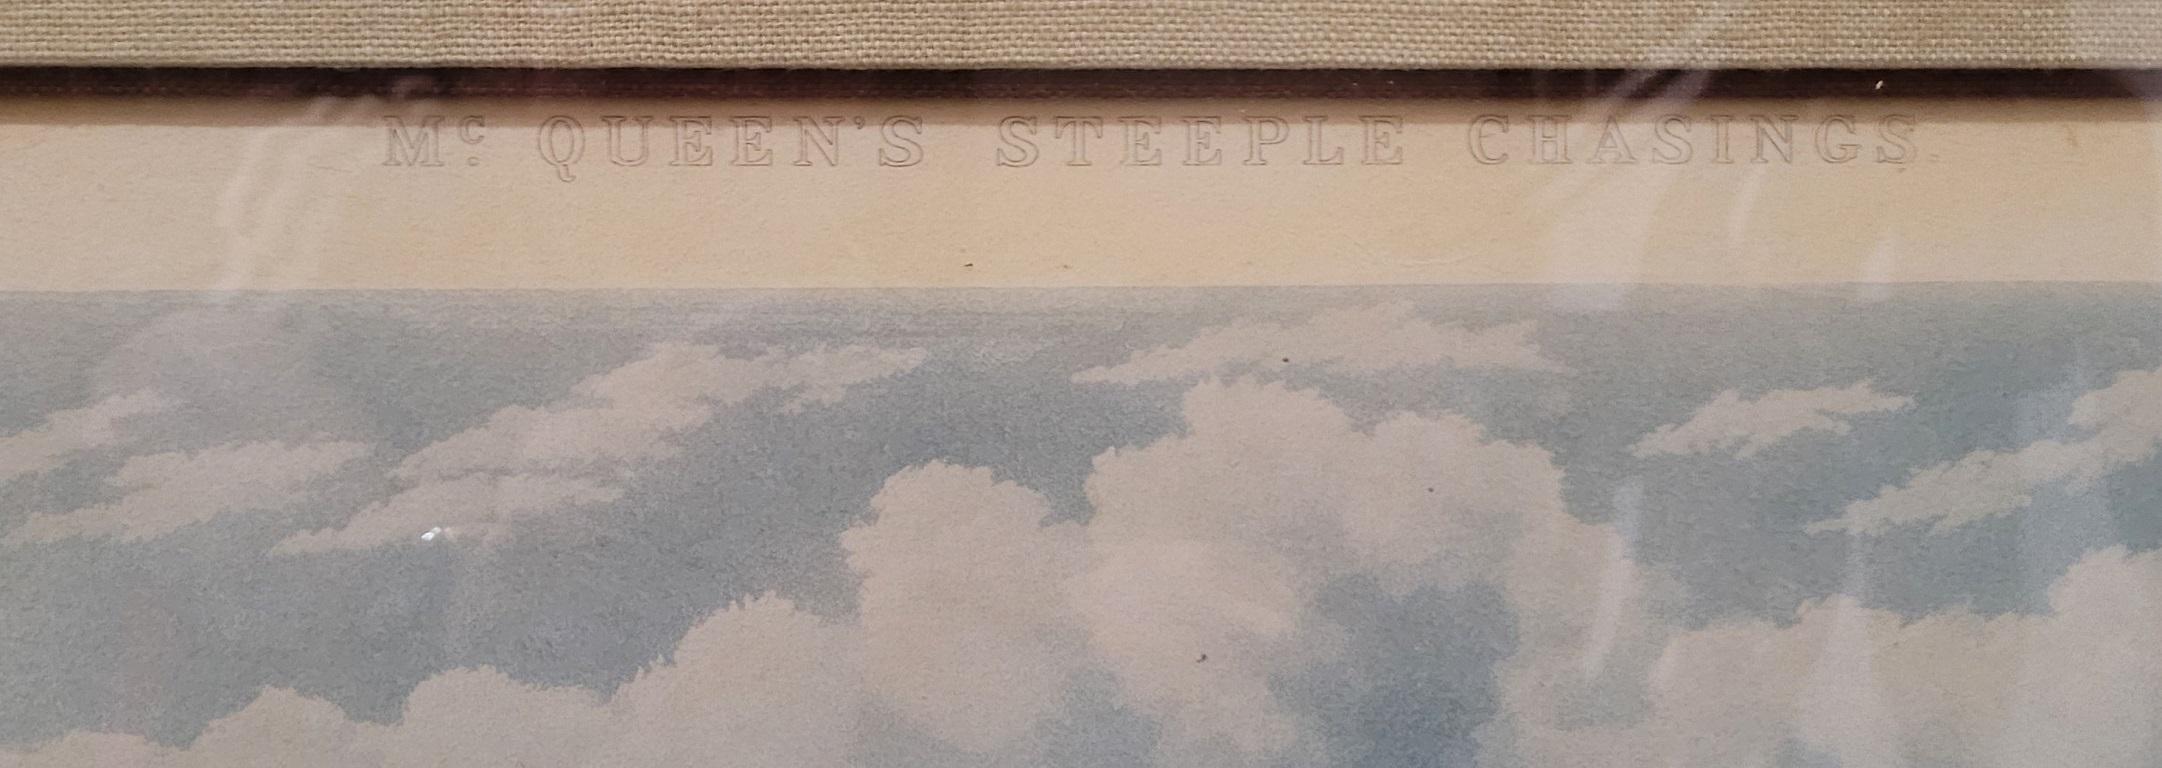 Mc. QUEEN'S STEEPLE CHASINGS.